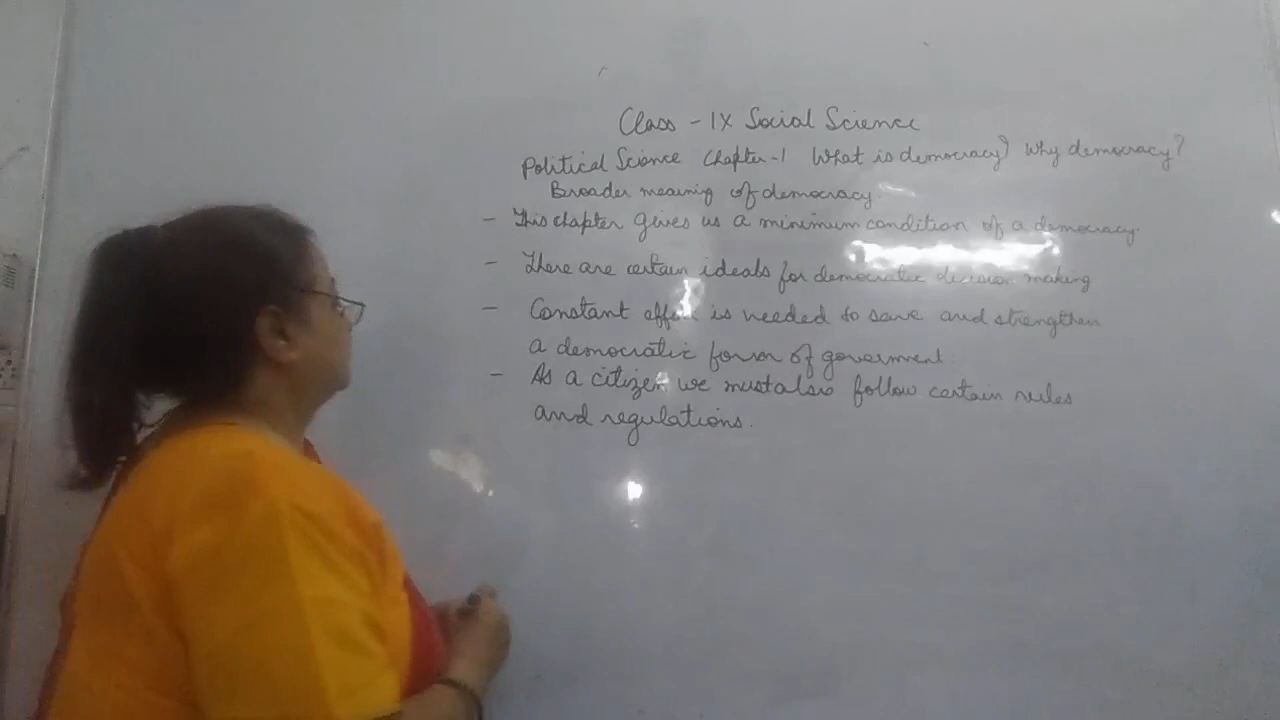 Class - IX Social Science
Political Science Chapter-1 What is democracy? Why democracy?
Broader meaning of democracy.
- This chapter gives us a minimum condition of a democracy.
- There are certain ideals for democratic decision making
- Constant effort is needed to save and strengthen
a democratic form of goverment.
- As a citizen we must also follow certain rules
and regulations.